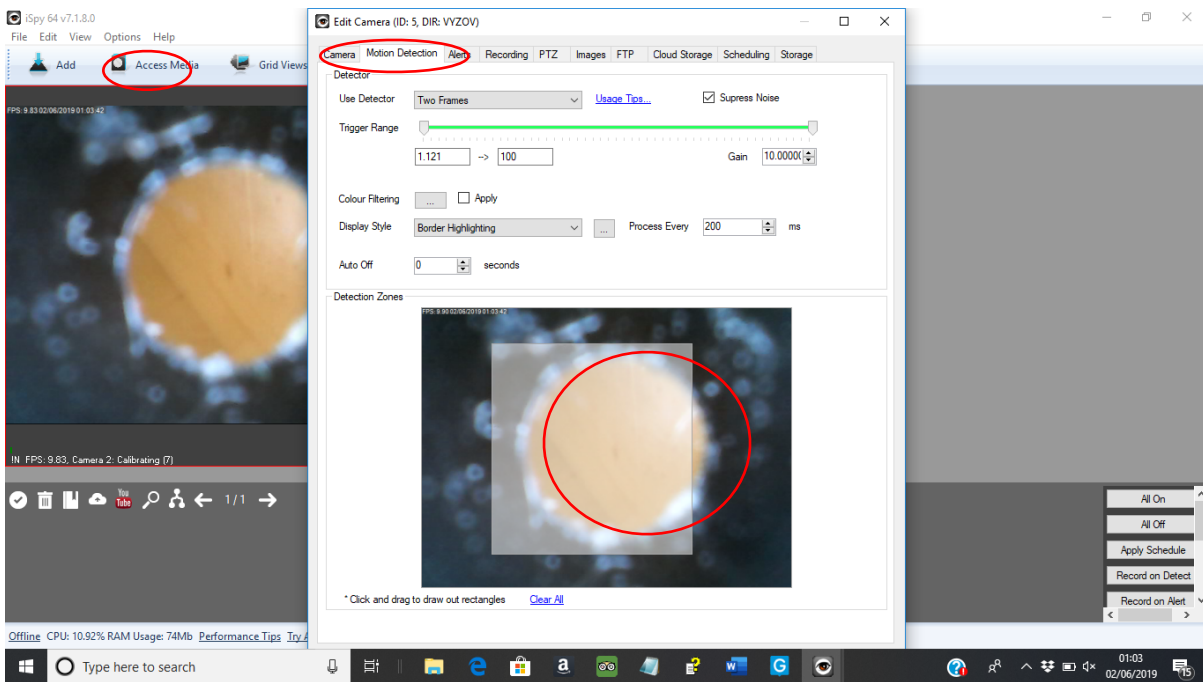 iSpy 64 v7.1.8.0
File Edit View Options Help
Add Access Media Grid Views
FPS: 9.83 02/06/2019 01:03:42
IN FPS: 9.83, Camera 2: Calibrating (7)
You Tube 1/1
Offline CPU: 10.92% RAM Usage: 74Mb Performance Tips Try
Edit Camera (ID: 5, DIR: VYZOV)
Camera Motion Detection Alerts Recording PTZ Images FTP Cloud Storage Scheduling Storage
Detector
Use Detector Two Frames Usage Tips... Supress Noise
Trigger Range
1.121 --> 100 Gain 10.0000
Colour Filtering ... Apply
Display Style Border Highlighting ... Process Every 200 ms
Auto Off 0 seconds
Detection Zones
FPS: 9.90 02/06/2019 01:03:42
* Click and drag to draw out rectangles Clear All
All On
All Off
Apply Schedule
Record on Detect
Record on Alert
Type here to search
a W G
01:03
02/06/2019
15